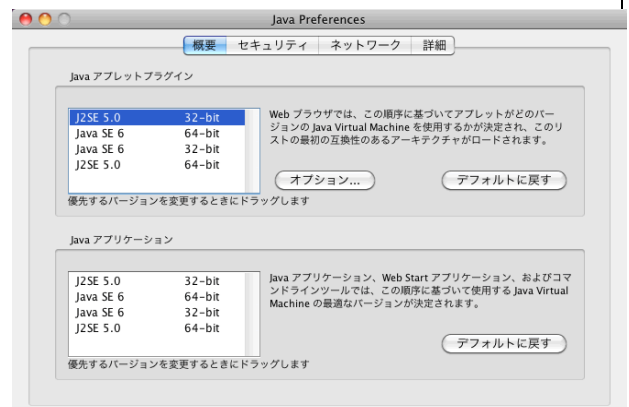 Java Preferences
概要 セキュリティ ネットワーク 詳細
Java アプレットプラグイン
J2SE 5.0 32-bit
Java SE 6 64-bit
Java SE 6 32-bit
J2SE 5.0 64-bit
Web ブラウザでは、この順序に基づいてアプレットがどのバー
ジョンの Java Virtual Machine を使用するかが決定され、このリ
ストの最初の互換性のあるアーキテクチャがロードされます。
オプション... デフォルトに戻す
優先するバージョンを変更するときにドラッグします
Java アプリケーション
J2SE 5.0 32-bit
Java SE 6 64-bit
Java SE 6 32-bit
J2SE 5.0 64-bit
Java アプリケーション、Web Start アプリケーション、およびコマ
ンドラインツールでは、この順序に基づいて使用する Java Virtual
Machine の最適なバージョンが決定されます。
デフォルトに戻す
優先するバージョンを変更するときにドラッグします